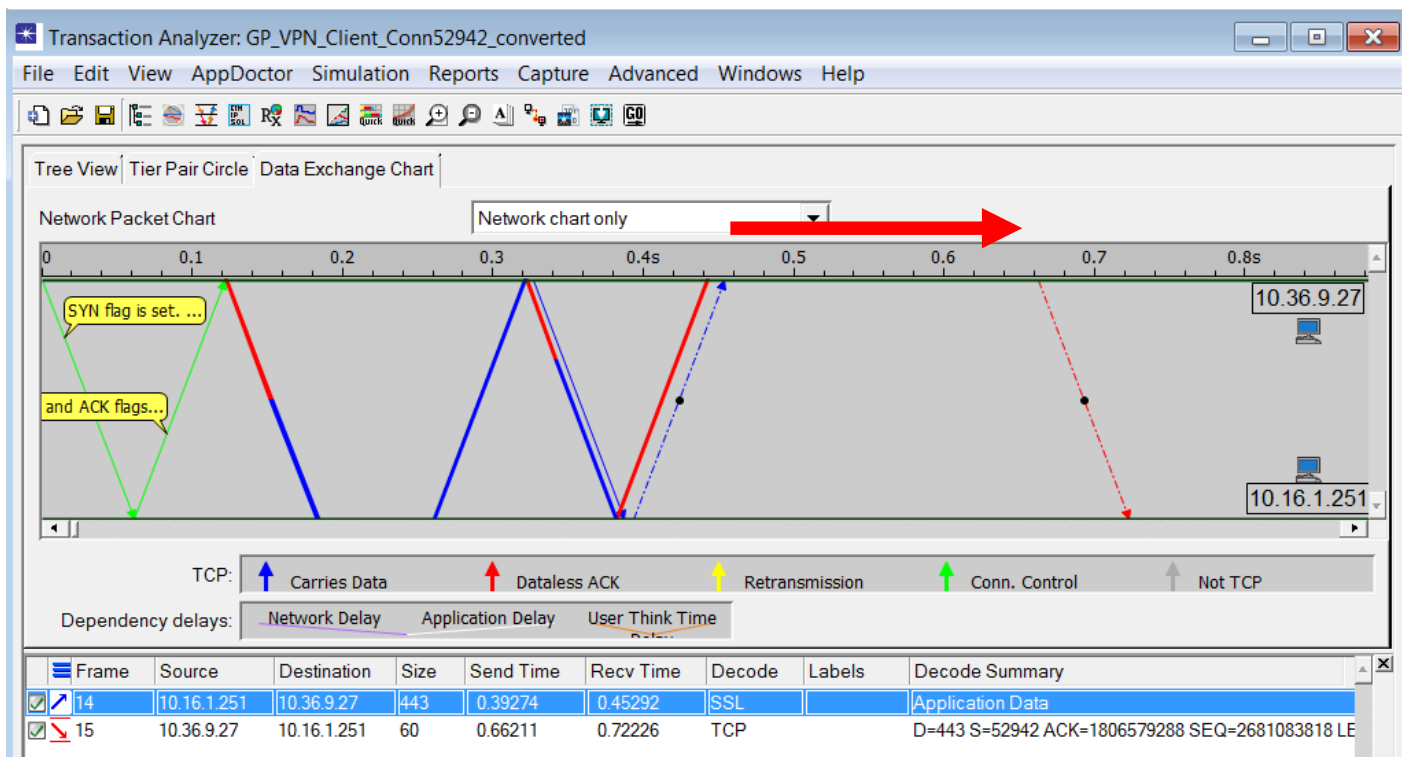 Transaction Analyzer: GP_VPN_Client_Conn52942_converted
File Edit View AppDoctor Simulation Reports Capture Advanced Windows Help
Tree View Tier Pair Circle Data Exchange Chart
Network Packet Chart Network chart only
0 0.1 0.2 0.3 0.4s 0.5 0.6 0.7 0.8s
SYN flag is set. ...
10.36.9.27
and ACK flags...
10.16.1.251
TCP: Carries Data Dataless ACK Retransmission Conn. Control Not TCP
Dependency delays: Network Delay Application Delay User Think Time
Frame Source Destination Size Send Time Recv Time Decode Labels Decode Summary
14 10.16.1.251 10.36.9.27 443 0.39274 0.45292 SSL Application Data
15 10.36.9.27 10.16.1.251 60 0.66211 0.72226 TCP D=443 S=52942 ACK=1806579288 SEQ=2681083818 LE